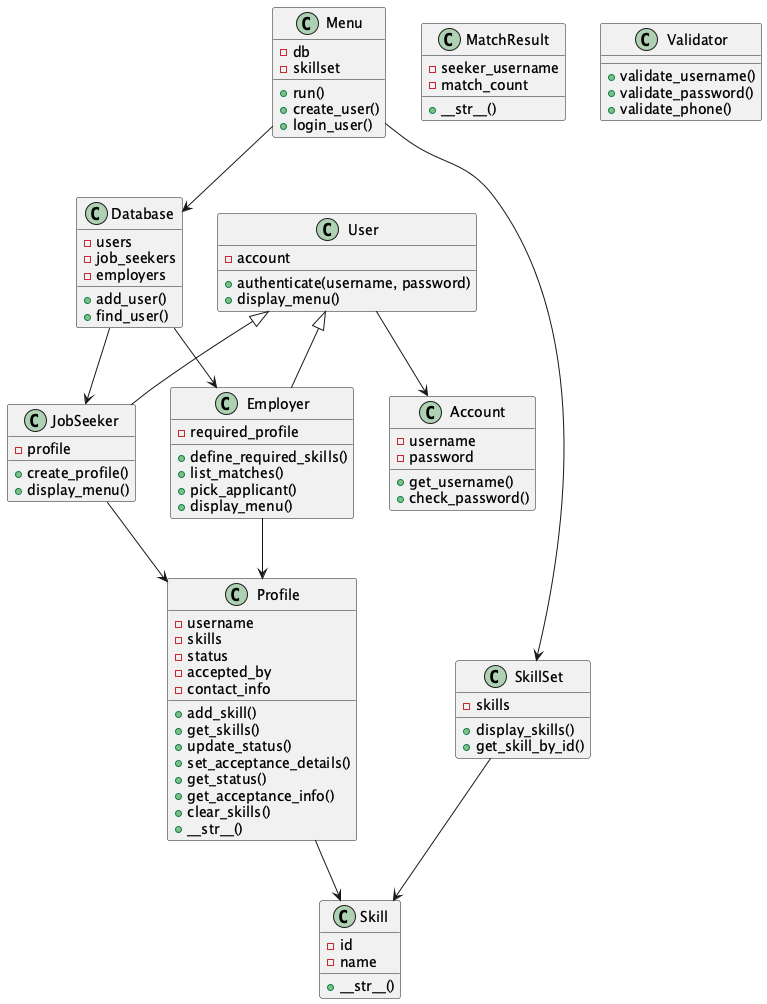 C Menu
db
skillset
run()
create_user()
login_user()
C MatchResult
seeker_username
match_count
__str__()
C Validator
validate_username()
validate_password()
validate_phone()
C Database
users
job_seekers
employers
add_user()
find_user()
C User
account
authenticate(username, password)
display_menu()
C JobSeeker
profile
create_profile()
display_menu()
C Employer
required_profile
define_required_skills()
list_matches()
pick_applicant()
display_menu()
C Account
username
password
get_username()
check_password()
C Profile
username
skills
status
accepted_by
contact_info
add_skill()
get_skills()
update_status()
set_acceptance_details()
get_status()
get_acceptance_info()
clear_skills()
__str__()
C SkillSet
skills
display_skills()
get_skill_by_id()
C Skill
id
name
__str__()